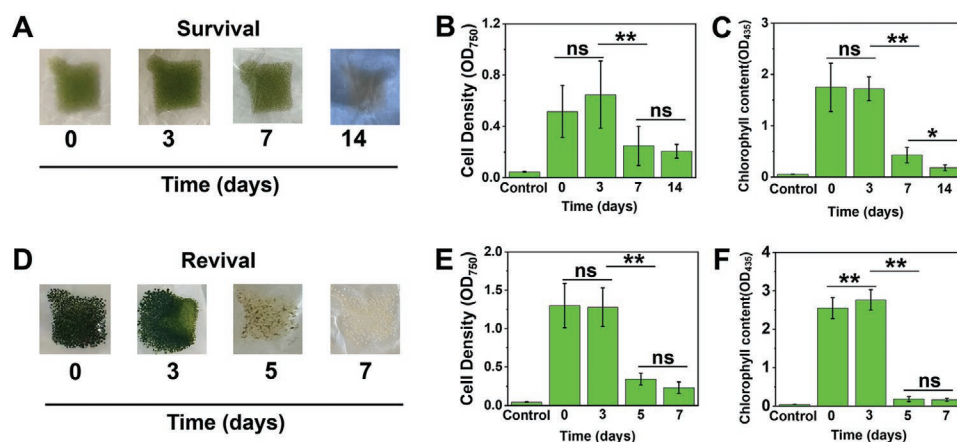 A
Survival
0 3 7 14
Time (days)
B
Cell Density (OD750)
1.2
0.8
0.4
0.0
ns
**
ns
Control 0 3 7 14
Time (days)
C
Chlorophyll content(OD435)
3
2
1
0
ns
**
*
Control 0 3 7 14
Time (days)
D
Revival
0 3 5 7
Time (days)
E
Cell Density (OD750)
2.0
1.5
1.0
0.5
0.0
ns
**
ns
Control 0 3 5 7
Time (days)
F
Chlorophyll content(OD435)
4
3
2
1
0
**
**
ns
Control 0 3 5 7
Time (days)